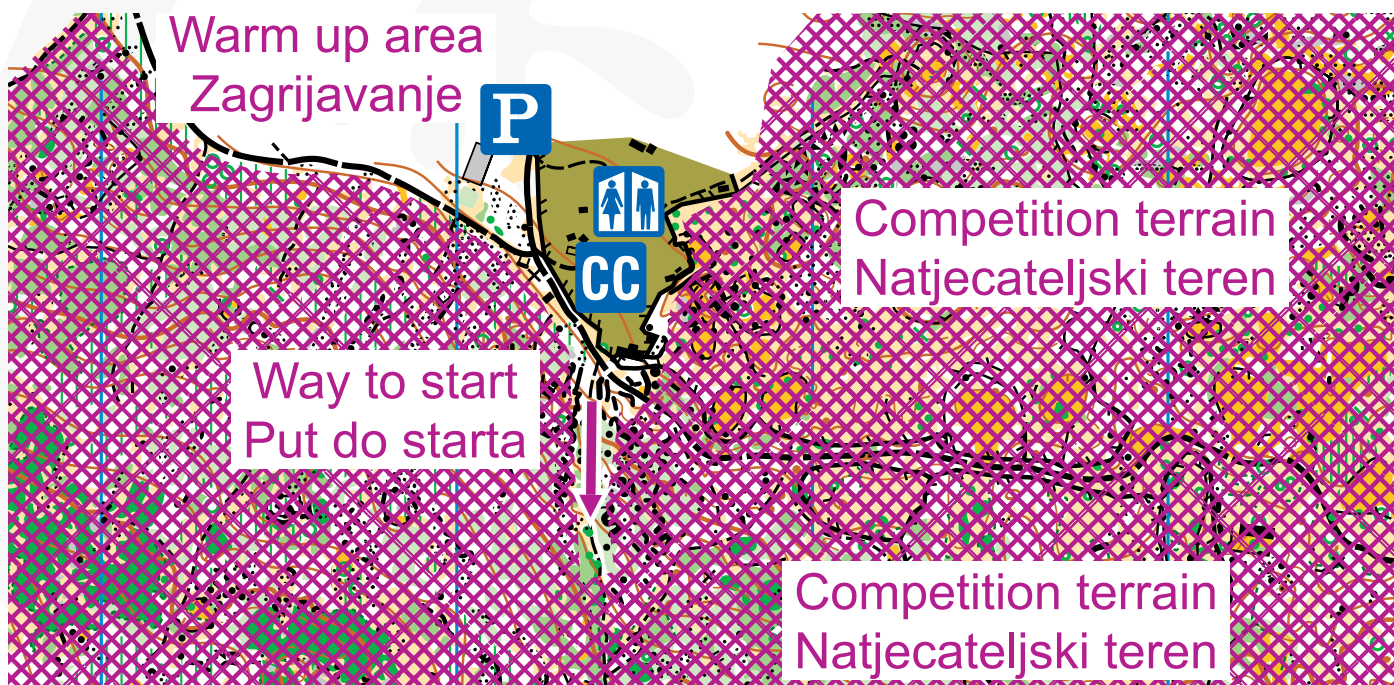 Warm up area
Zagrijavanje
P
Competition terrain
Natjecateljski teren
CC
Way to start
Put do starta
Competition terrain
Natjecateljski teren